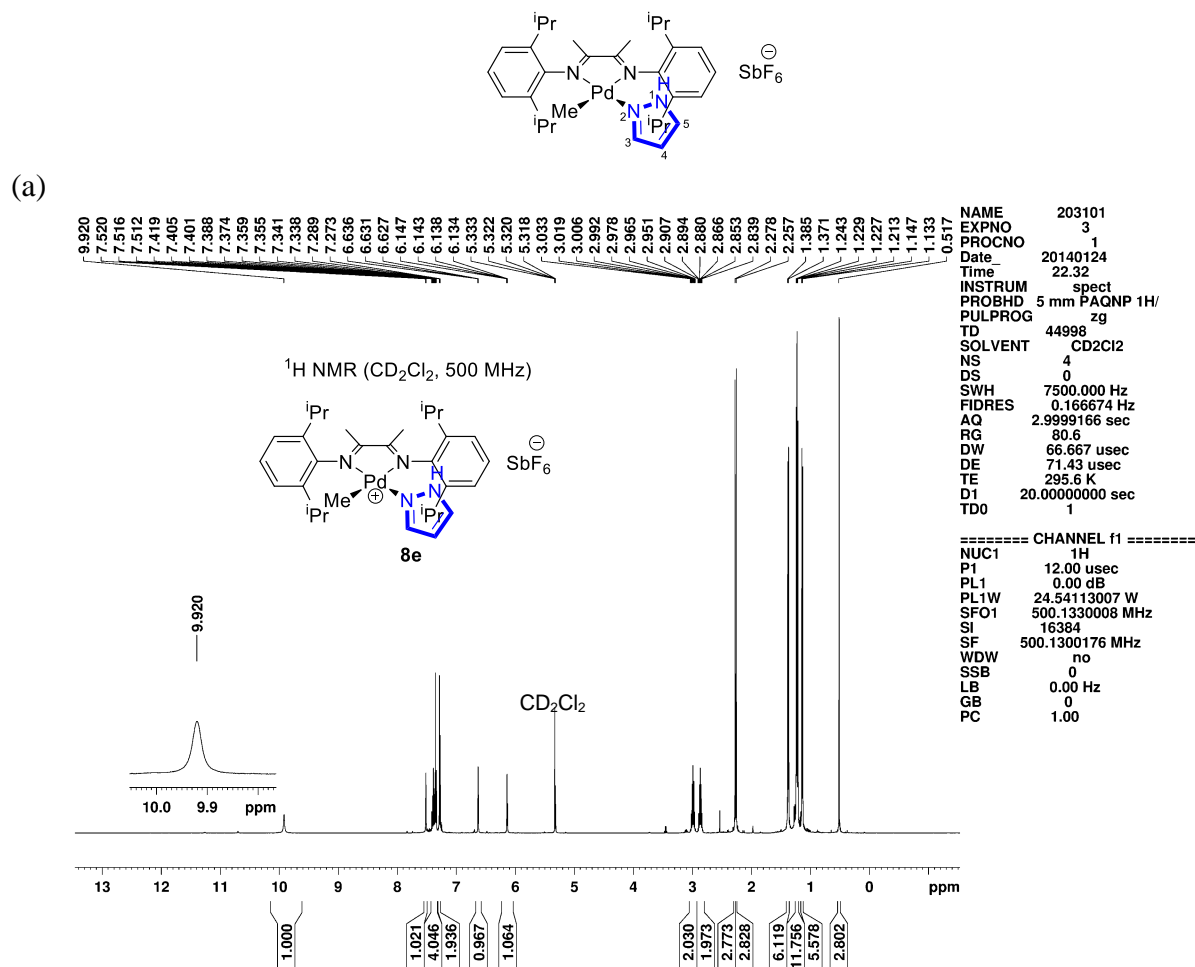 iPr
iPr
N
N
H
1
N
Pd
Me
2
N
iPr
iPr
5
3
4
SbF6
⊖
(a)
9.920
7.520
7.516
7.512
7.419
7.405
7.401
7.388
7.374
7.359
7.355
7.341
7.338
7.289
7.273
6.636
6.631
6.627
6.147
6.143
6.138
6.134
5.333
5.322
5.320
5.318
3.033
3.019
3.006
2.992
2.978
2.965
2.951
2.907
2.894
2.880
2.866
2.853
2.839
2.278
2.257
1.385
1.371
1.243
1.229
1.227
1.213
1.147
1.133
0.517
NAME 203101
EXPNO 3
PROCNO 1
Date_ 20140124
Time 22.32
INSTRUM spect
PROBHD 5 mm PAQNP 1H/
PULPROG zg
TD 44998
SOLVENT CD2Cl2
NS 4
DS 0
SWH 7500.000 Hz
FIDRES 0.166674 Hz
AQ 2.9999166 sec
RG 80.6
DW 66.667 usec
DE 71.43 usec
TE 295.6 K
D1 20.00000000 sec
TD0 1
======== CHANNEL f1 ========
NUC1 1H
P1 12.00 usec
PL1 0.00 dB
PL1W 24.54113007 W
SFO1 500.1330008 MHz
SI 16384
SF 500.1300176 MHz
WDW no
SSB 0
LB 0.00 Hz
GB 0
PC 1.00
1H NMR (CD2Cl2, 500 MHz)
iPr
iPr
N
N
H
N
Pd
⊕
Me
N
iPr
iPr
SbF6
⊖
8e
9.920
10.0 9.9 ppm
CD2Cl2
13 12 11 10 9 8 7 6 5 4 3 2 1 0 ppm
1.000
1.021
4.046
1.936
0.967
1.064
2.030
1.973
2.773
2.828
6.119
11.756
5.578
2.802